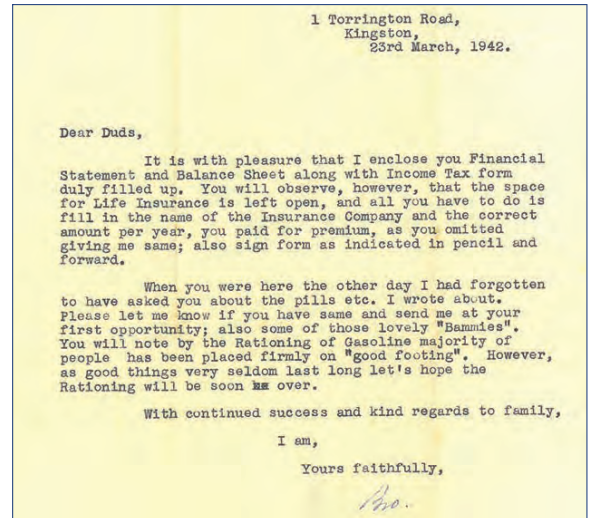 1 Torrington Road,
Kingston,
23rd March, 1942.
Dear Duds,
It is with pleasure that I enclose you Financial
Statement and Balance Sheet along with Income Tax form
duly filled up. You will observe, however, that the space
for Life Insurance is left open, and all you have to do is
fill in the name of the Insurance Company and the correct
amount per year, you paid for premium, as you omitted
giving me same; also sign form as indicated in pencil and
forward.
When you were here the other day I had forgotten
to have asked you about the pills etc. I wrote about.
Please let me know if you have same and send me at your
first opportunity; also some of those lovely "Bammies".
You will note by the Rationing of Gasoline majority of
people has been placed firmly on "good footing". However,
as good things very seldom last long let's hope the
Rationing will be soon over.
With continued success and kind regards to family,
I am,
Yours faithfully,
Bro.